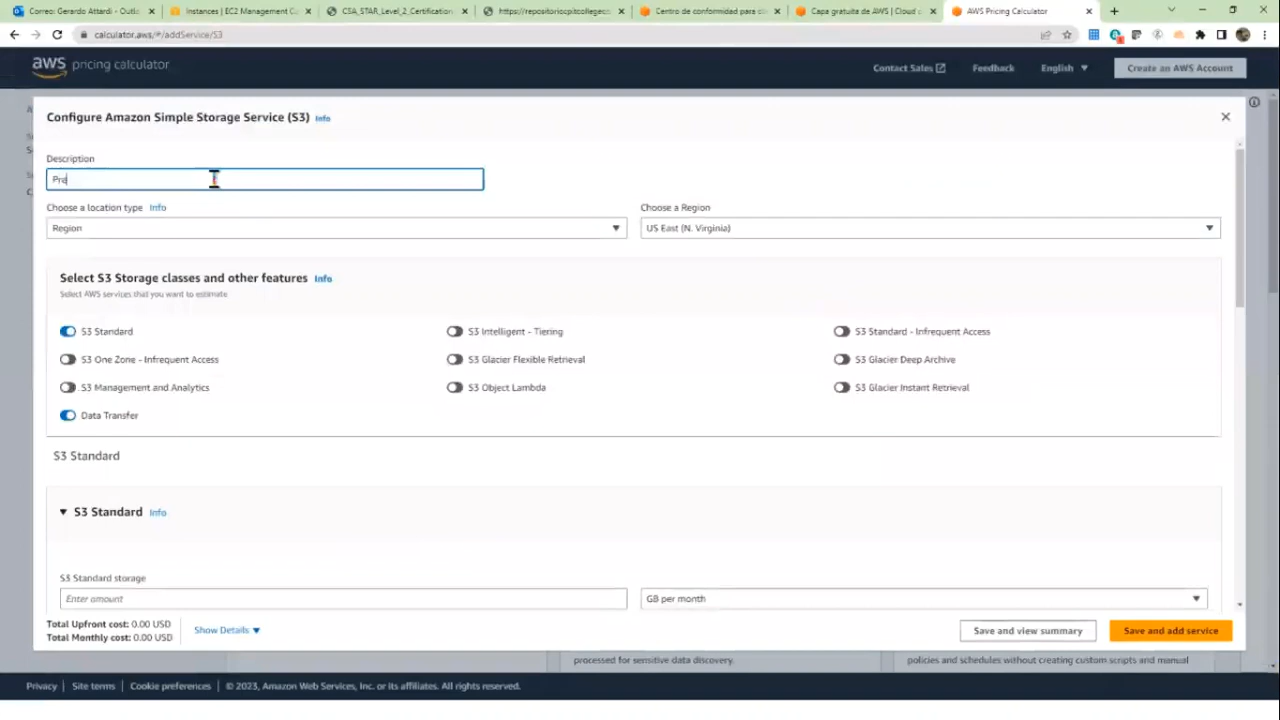 Correo: Gerardo Attardi - Outlo
Instances | EC2 Management C
CSA_STAR_Level_2_Certification
https://repositoriocpitcollegec
Centro de conformidad para cl
Capa gratuita de AWS | Cloud c
AWS Pricing Calculator
calculator.aws/#/addService/S3
aws pricing calculator
Contact Sales
Feedback
English
Create an AWS Account
Configure Amazon Simple Storage Service (S3) Info
Description
Pre
Choose a location type Info
Choose a Region
Region
US East (N. Virginia)
Select S3 Storage classes and other features Info
Select AWS services that you want to estimate
S3 Standard
S3 Intelligent - Tiering
S3 Standard - Infrequent Access
S3 One Zone - Infrequent Access
S3 Glacier Flexible Retrieval
S3 Glacier Deep Archive
S3 Management and Analytics
S3 Object Lambda
S3 Glacier Instant Retrieval
Data Transfer
S3 Standard
S3 Standard Info
S3 Standard storage
Enter amount
GB per month
Total Upfront cost: 0.00 USD
Total Monthly cost: 0.00 USD
Show Details
Save and view summary
Save and add service
processed for sensitive data discovery.
policies and schedules without creating custom scripts and manual
Privacy | Site terms | Cookie preferences | © 2023, Amazon Web Services, Inc. or its affiliates. All rights reserved.